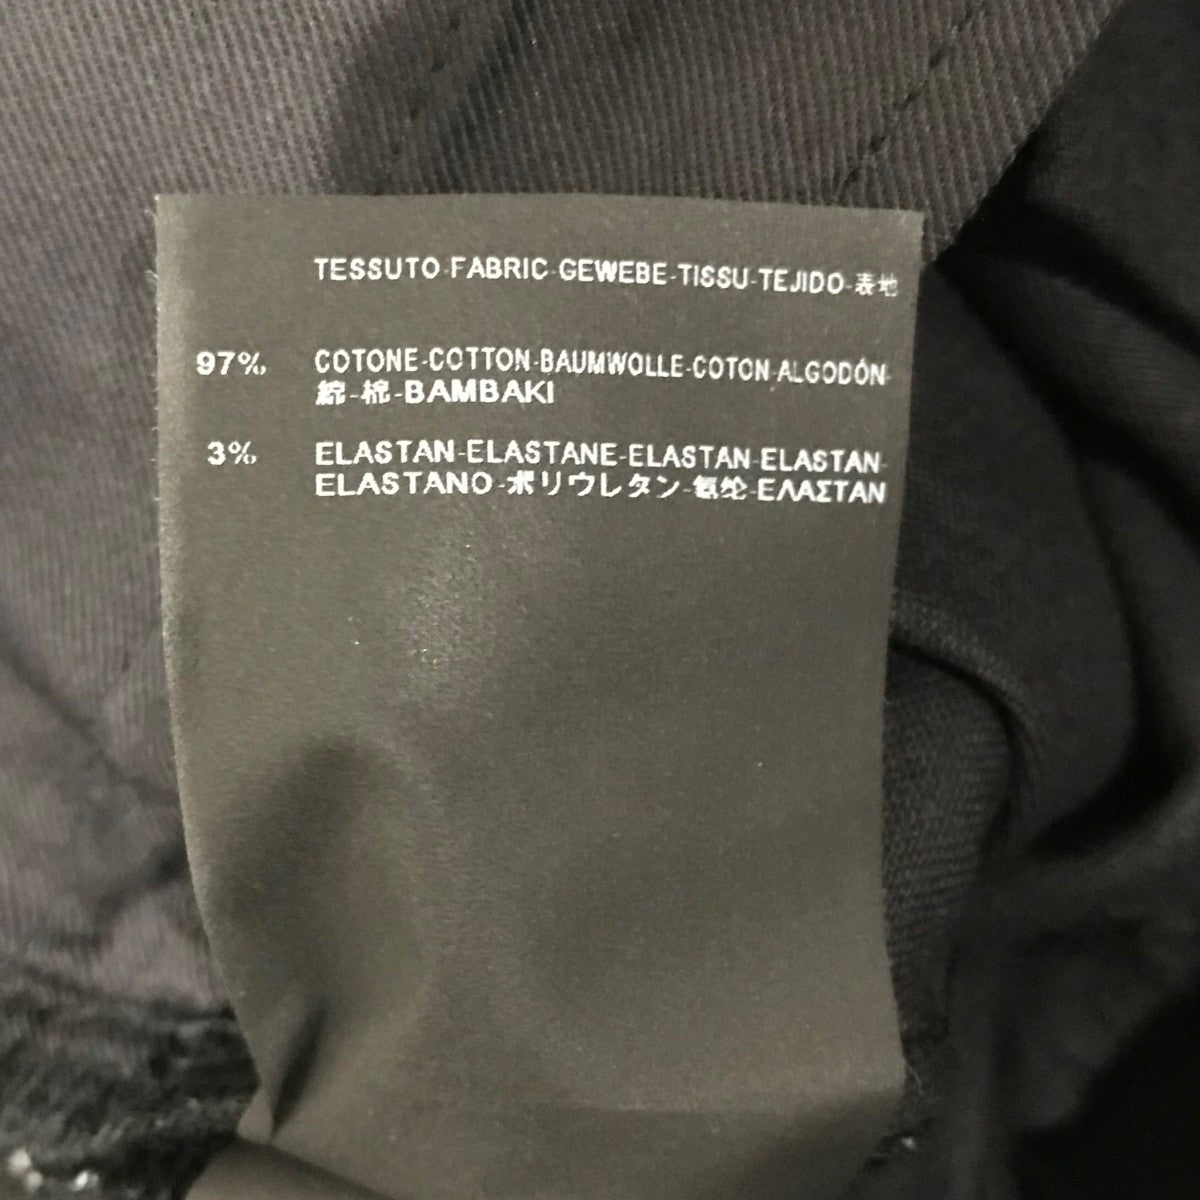 TESSUTO-FABRIC-GEWEBE-TISSU-TEJIDO-表地
97% COTONE-COTTON-BAUMWOLLE-COTON-ALGODÓN-
綿-棉-BAMBAKI
3% ELASTAN-ELASTANE-ELASTAN-ELASTAN-
ELASTANO-ポリウレタン-氨纶-ΕΛΑΣΤΑΝ